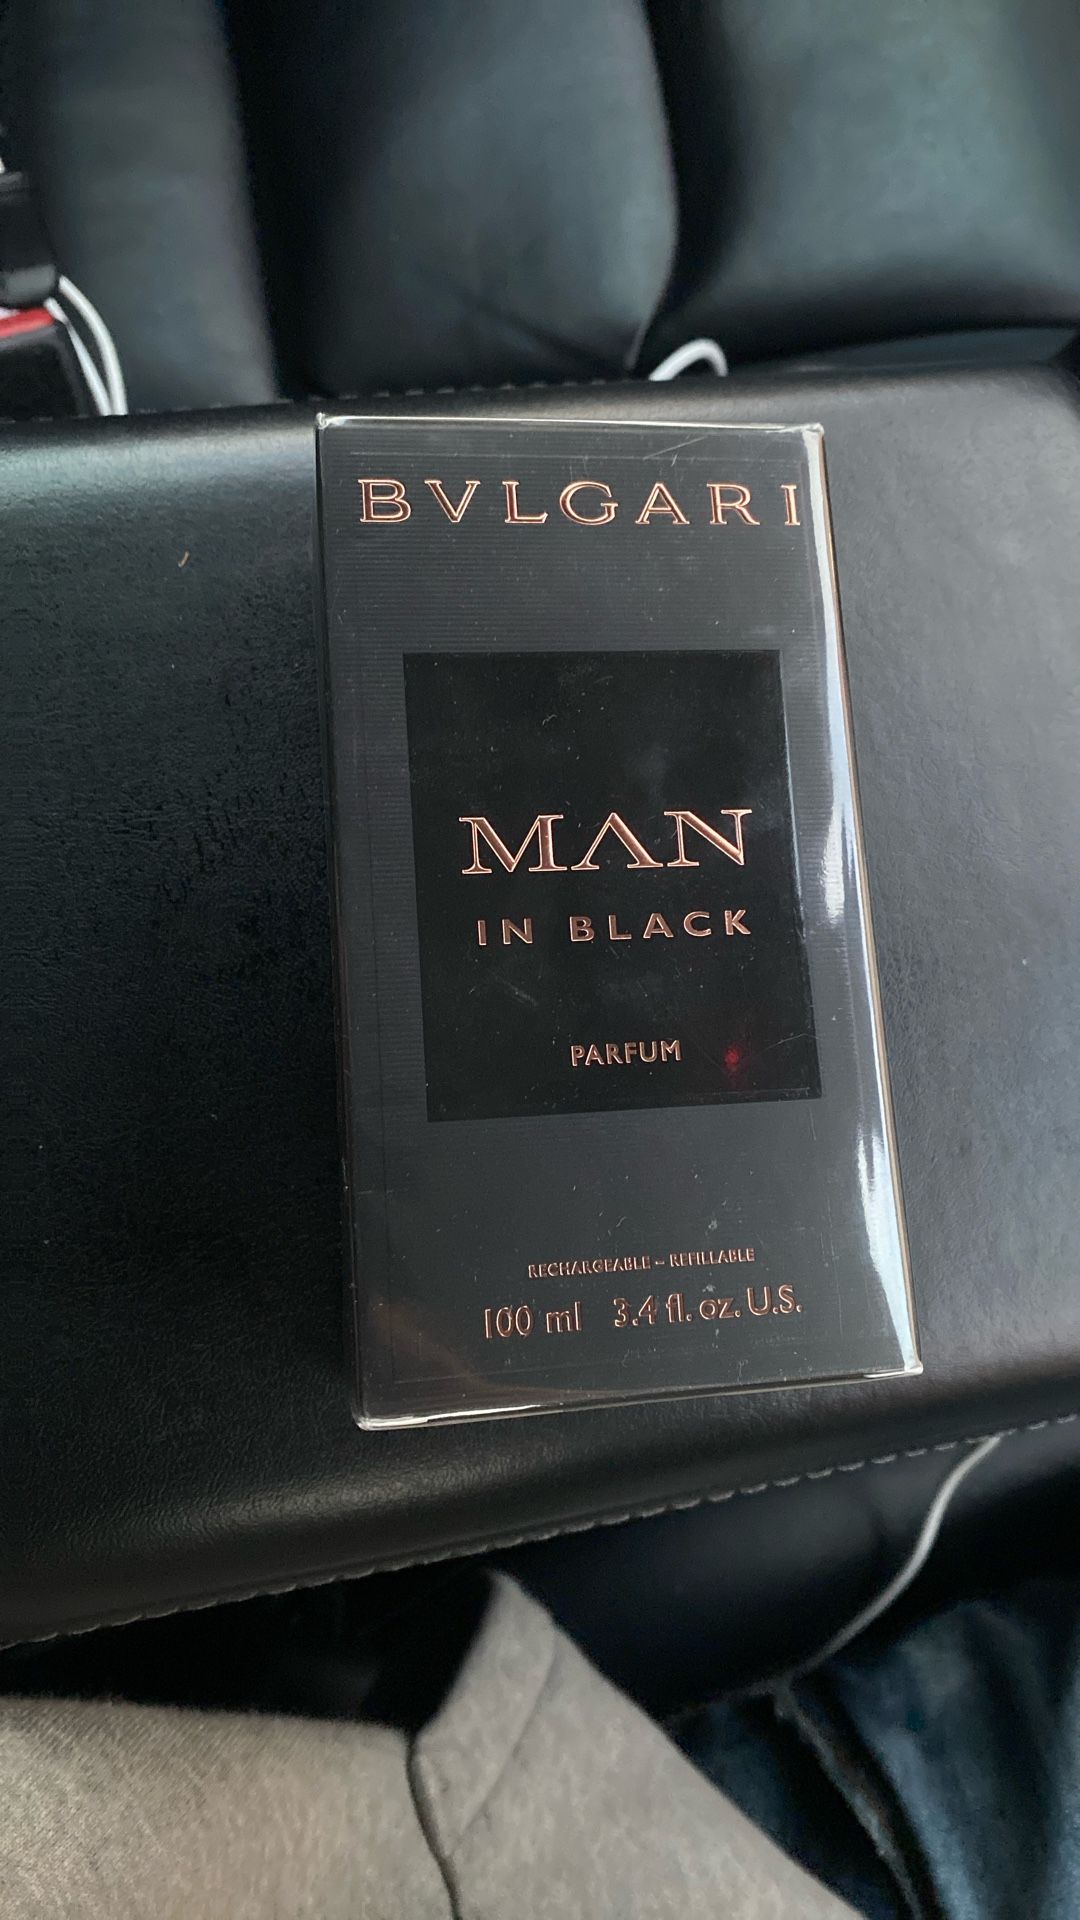 BVLGARI
MAN
IN BLACK
PARFUM
RECHARGEABLE – REFILLABLE
100 ml 3.4 fl. oz. U.S.